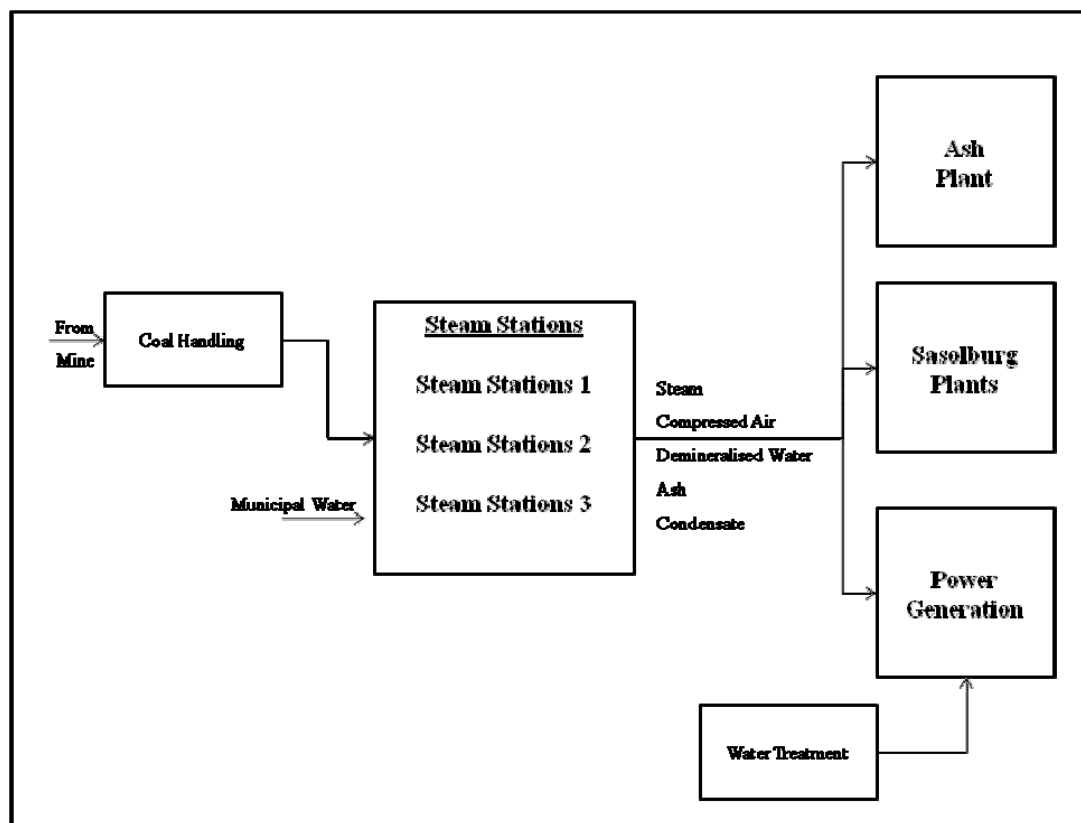 From
Mine
Coal Handling
Municipal Water
Steam Stations
Steam Stations 1
Steam Stations 2
Steam Stations 3
Steam
Compressed Air
Demineralised Water
Ash
Condensate
Ash
Plant
Sasolburg
Plants
Power
Generation
Water Treatment